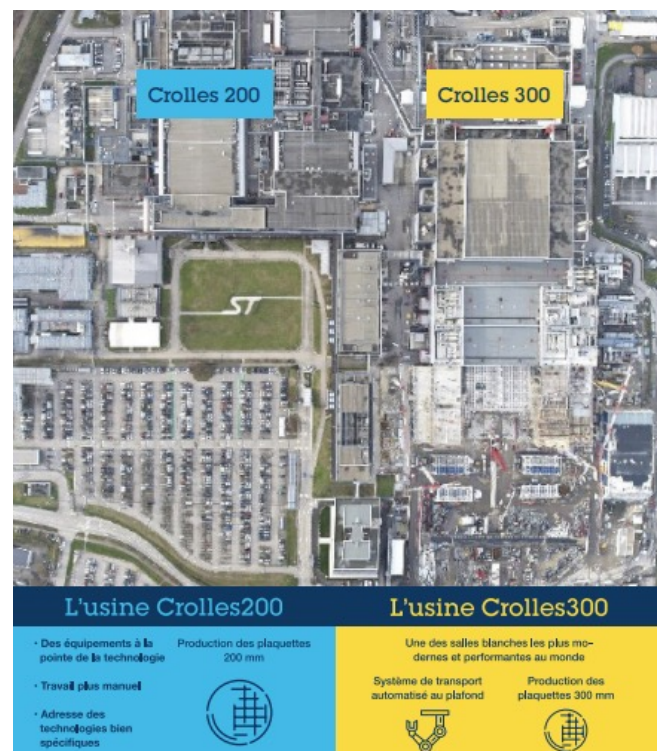 Crolles 200
Crolles 300
ST
L'usine Crolles200
• Des équipements à la
pointe de la technologie
• Travail plus manuel
• Adresse des
technologies bien
spécifiques
Production des plaquettes
200 mm
L'usine Crolles300
Une des salles blanches les plus mo-
dernes et performantes au monde
Système de transport
automatisé au plafond
Production des
plaquettes 300 mm